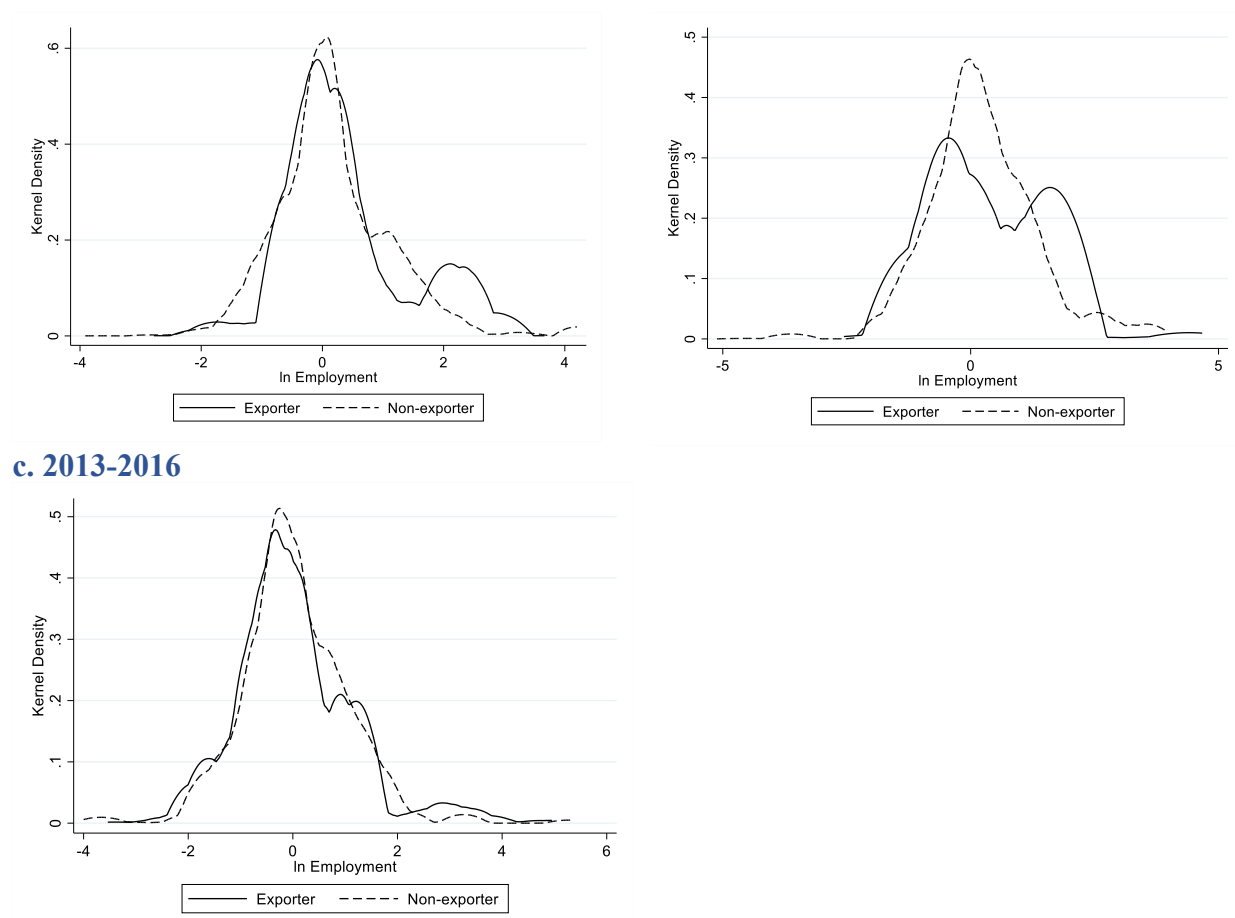 Kernel Density
.6
.4
.2
0
-4 -2 0 2 4
ln Employment
Exporter Non-exporter
Kernel Density
.5
.4
.3
.2
.1
0
-5 0 5
ln Employment
Exporter Non-exporter
c. 2013-2016
Kernel Density
.5
.4
.3
.2
.1
0
-4 -2 0 2 4 6
ln Employment
Exporter Non-exporter